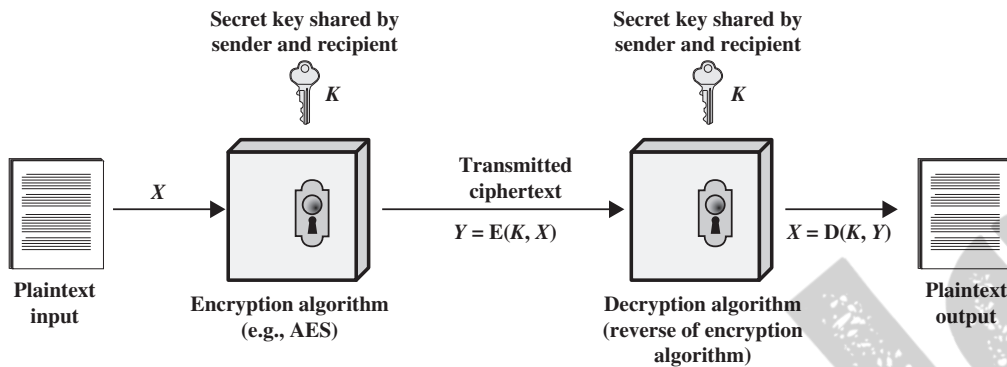 Secret key shared by
sender and recipient
K
Secret key shared by
sender and recipient
K
X
Transmitted
ciphertext
Y = E(K, X)
X = D(K, Y)
Plaintext
input
Encryption algorithm
(e.g., AES)
Decryption algorithm
(reverse of encryption
algorithm)
Plaintext
output